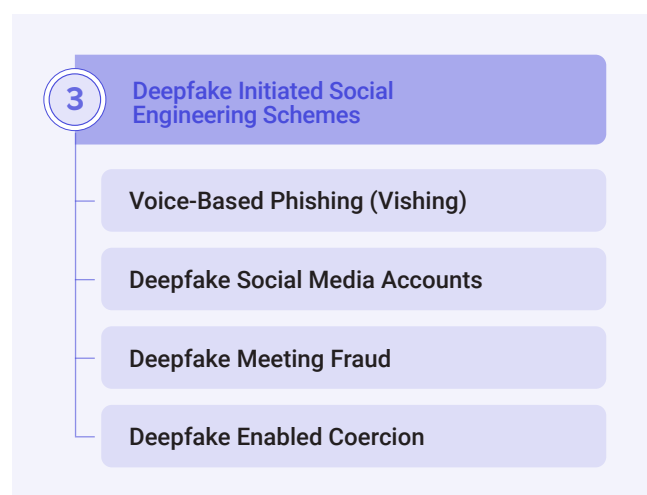 3
Deepfake Initiated Social
Engineering Schemes
Voice-Based Phishing (Vishing)
Deepfake Social Media Accounts
Deepfake Meeting Fraud
Deepfake Enabled Coercion